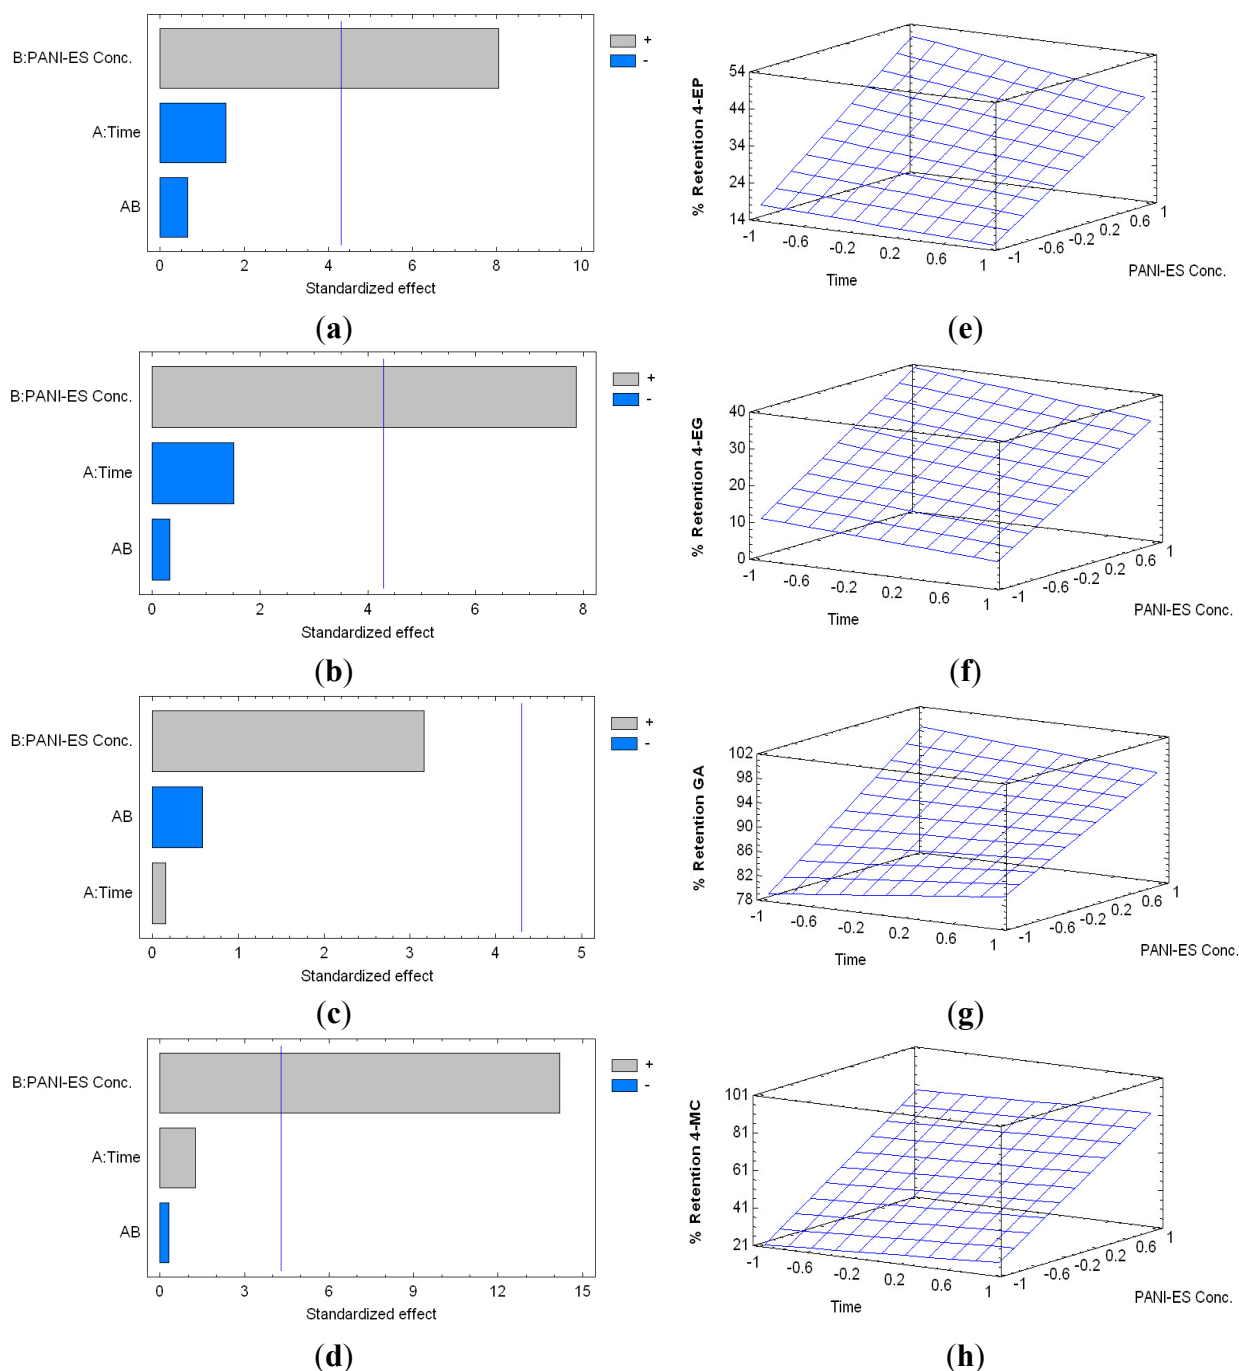 B:PANI-ES Conc.
A:Time
AB
0 2 4 6 8 10
Standardized effect
+
-
(a)
% Retention 4-EP
54
44
34
24
14
-1 -0.6 -0.2 0.2 0.6 1
Time
-1 -0.6 -0.2 0.2 0.6 1
PANI-ES Conc.
(e)
B:PANI-ES Conc.
A:Time
AB
0 2 4 6 8
Standardized effect
+
-
(b)
% Retention 4-EG
40
30
20
10
0
-1 -0.6 -0.2 0.2 0.6 1
Time
-1 -0.6 -0.2 0.2 0.6 1
PANI-ES Conc.
(f)
B:PANI-ES Conc.
AB
A:Time
0 1 2 3 4 5
Standardized effect
+
-
(c)
% Retention GA
102
98
94
90
86
82
78
-1 -0.6 -0.2 0.2 0.6 1
Time
-1 -0.6 -0.2 0.2 0.6 1
PANI-ES Conc.
(g)
B:PANI-ES Conc.
A:Time
AB
0 3 6 9 12 15
Standardized effect
+
-
(d)
% Retention 4-MC
101
81
61
41
21
-1 -0.6 -0.2 0.2 0.6 1
Time
-1 -0.6 -0.2 0.2 0.6 1
PANI-ES Conc.
(h)